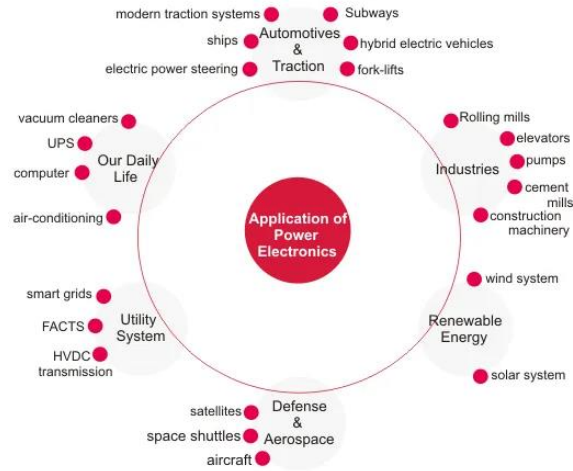 modern traction systems
Subways
ships
Automotives
&
Traction
hybrid electric vehicles
electric power steering
fork-lifts
vacuum cleaners
UPS
computer
Our Daily
Life
air-conditioning
Rolling mills
elevators
pumps
Industries
cement
mills
construction
machinery
Application of
Power
Electronics
smart grids
FACTS
HVDC
transmission
Utility
System
wind system
Renewable
Energy
solar system
satellites
space shuttles
aircraft
Defense
&
Aerospace